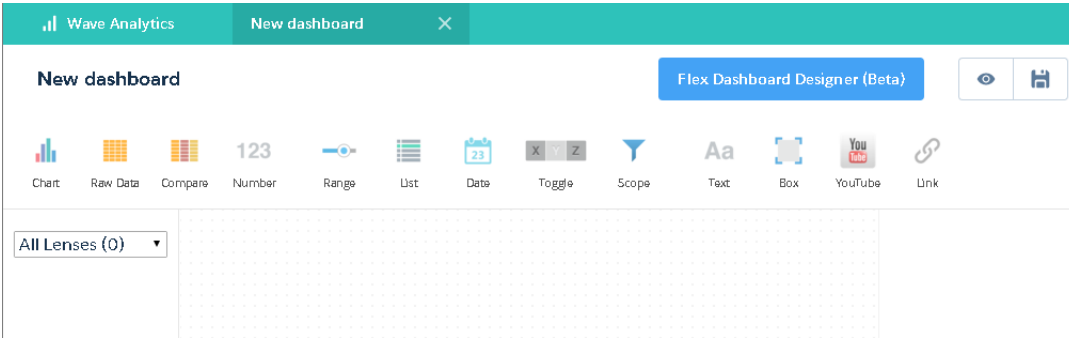 Wave Analytics
New dashboard
New dashboard
Flex Dashboard Designer (Beta)
123
23
X Y Z
Aa
You Tube
Chart Raw Data Compare Number Range List Date Toggle Scope Text Box YouTube Link
All Lenses (0)